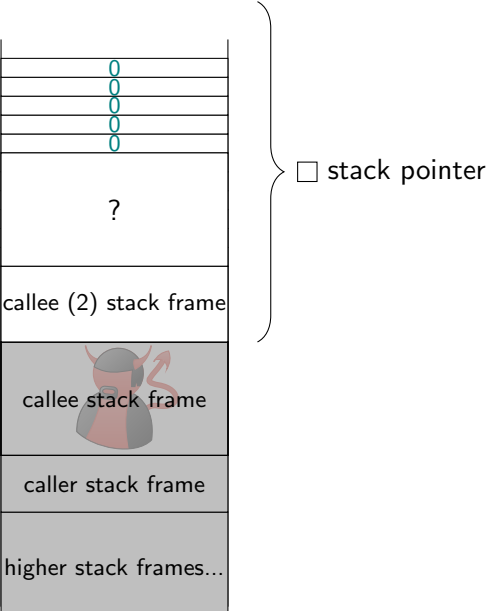 0
0
0
0
0
?
□ stack pointer
callee (2) stack frame
callee stack frame
caller stack frame
higher stack frames...